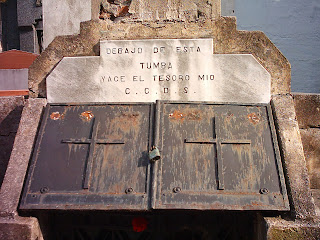 DEBAJO DE ESTA
TUMBA
YACE EL TESORO MIO
C. C. D. S.